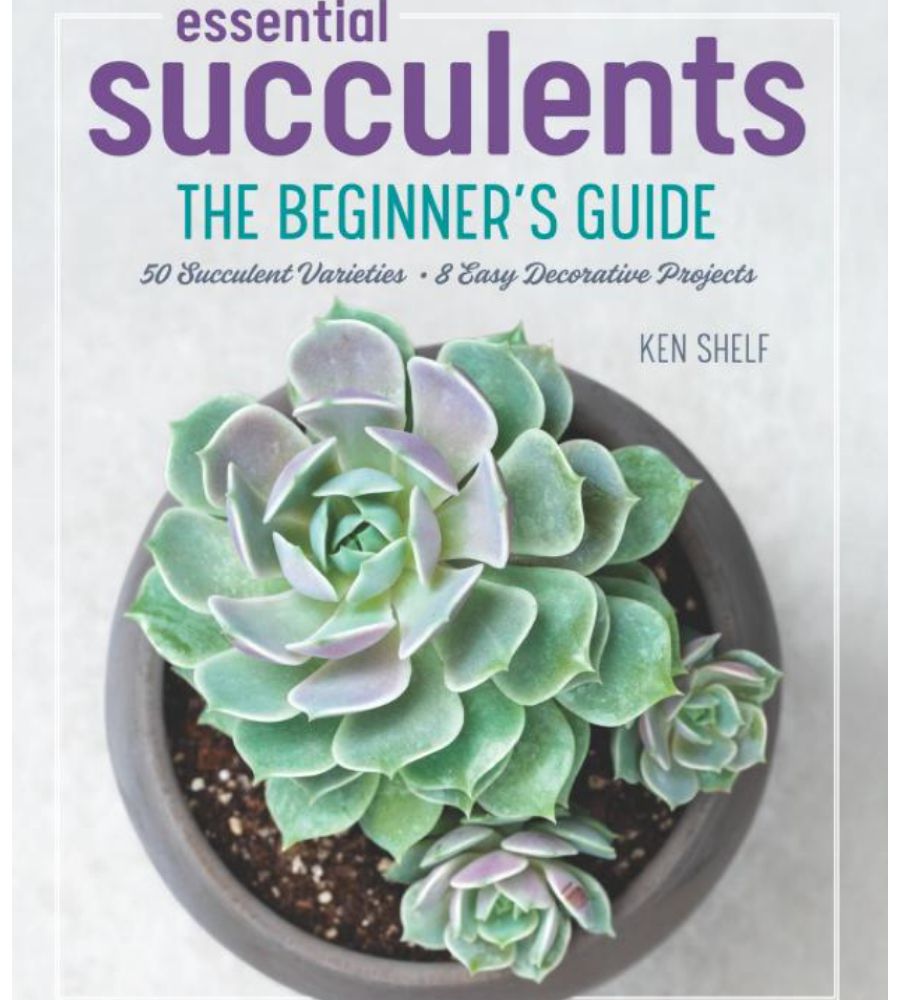 essential
succulents
THE BEGINNER'S GUIDE
50 Succulent Varieties • 8 Easy Decorative Projects
KEN SHELF